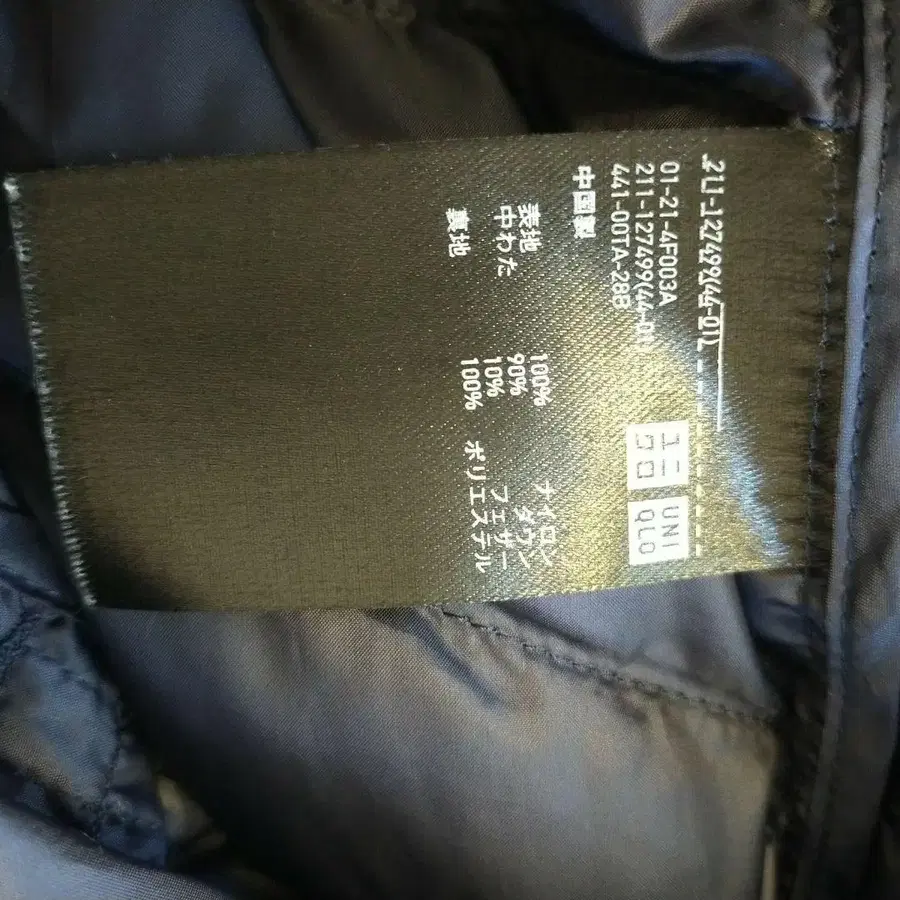 211-127499(44-01)
ユニ
クロ
UNI
QLO
01-21-4F003A
211-127499(44-01)
441-00TA-28B
中国製
表地 100% ナイロン
中わた 90% ダウン
10% フェザー
裏地 100% ポリエステル